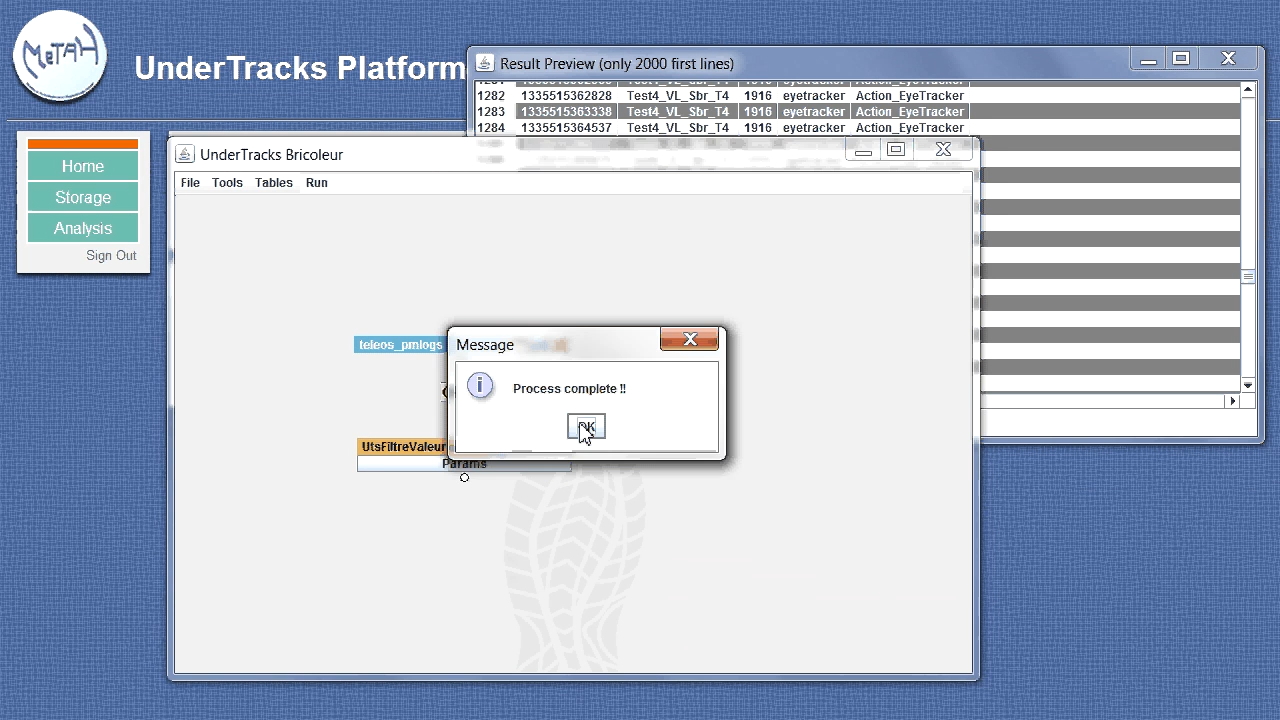 MeTAH
UnderTracks Platform
Result Preview (only 2000 first lines)
1282 1335515362828 Test4_VL_Sbr_T4 1916 eyetracker Action_EyeTracker
1283 1335515363338 Test4_VL_Sbr_T4 1916 eyetracker Action_EyeTracker
1284 1335515364537 Test4_VL_Sbr_T4 1916 eyetracker Action_EyeTracker
Home
Storage
Analysis
Sign Out
UnderTracks Bricoleur
File Tools Tables Run
teleos_pmlogs
Message
Process complete !!
OK
UtsFiltreValeur
Params